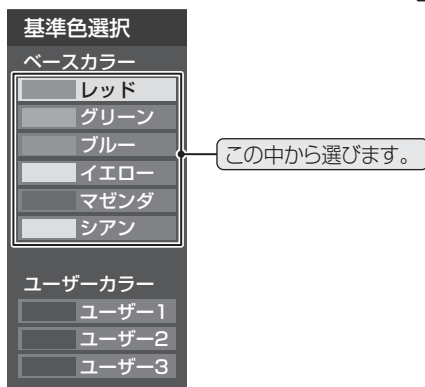 基準色選択
ベースカラー
レッド
グリーン
ブルー
イエロー
マゼンダ
シアン
この中から選びます。
ユーザーカラー
ユーザー1
ユーザー2
ユーザー3